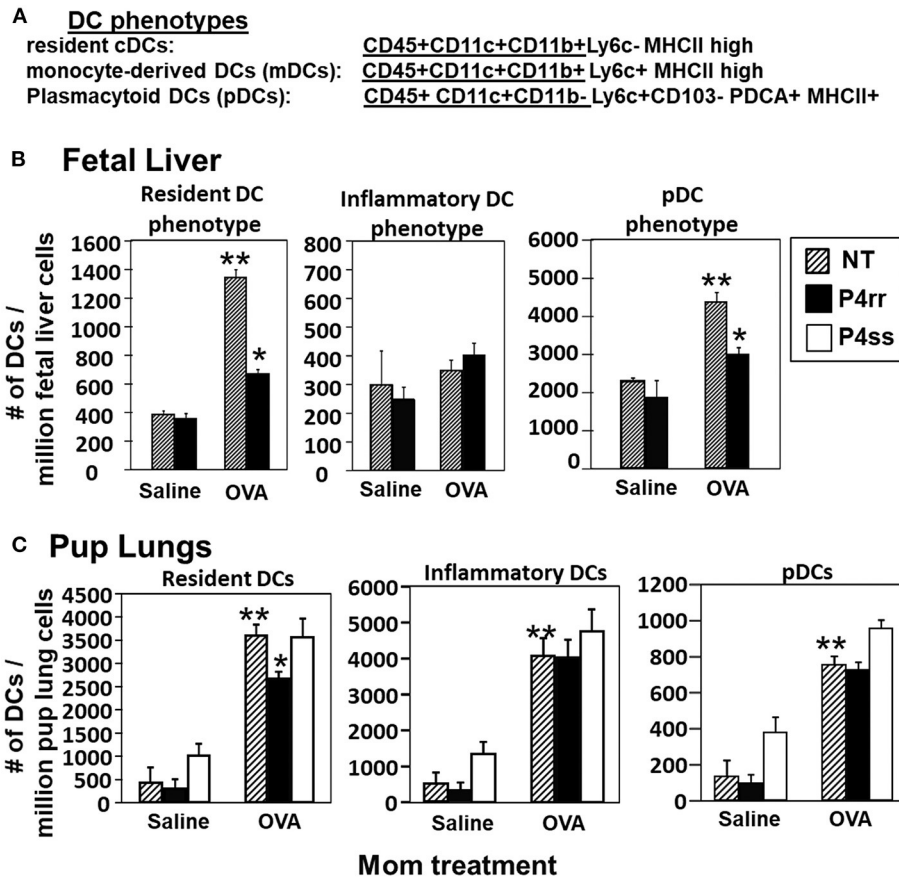 A DC phenotypes
resident cDCs: CD45+CD11c+CD11b+Ly6c- MHCII high
monocyte-derived DCs (mDCs): CD45+CD11c+CD11b+ Ly6c+ MHCII high
Plasmacytoid DCs (pDCs): CD45+ CD11c+CD11b- Ly6c+CD103- PDCA+ MHCII+
B Fetal Liver
# of DCs /
million fetal liver cells
Resident DC
phenotype
1600
1400
1200
1000
800
600
400
200
0
**
*
Saline OVA
Inflammatory DC
phenotype
800
700
600
500
400
300
200
100
0
Saline OVA
pDC
phenotype
6000
5000
4000
3000
2000
1000
0
**
*
Saline OVA
NT
P4rr
P4ss
C Pup Lungs
# of DCs /
million pup lung cells
Resident DCs
4500
4000
3500
3000
2500
2000
1500
1000
500
0
**
*
Saline OVA
Inflammatory DCs
6000
5000
4000
3000
2000
1000
0
**
Saline OVA
pDCs
1200
1000
800
600
400
200
0
**
Saline OVA
Mom treatment